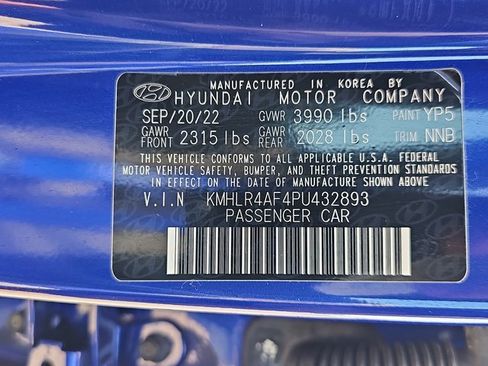 MANUFACTURED IN KOREA BY
HYUNDAI MOTOR COMPANY
SEP/20/22 GVWR 3990 lbs PAINT YP5
GAWR FRONT 2315 lbs GAWR REAR 2028 lbs TRIM NNB
THIS VEHICLE CONFORMS TO ALL APPLICABLE U.S.A. FEDERAL
MOTOR VEHICLE SAFETY, BUMPER, AND THEFT PREVENTION STANDARDS
IN EFFECT ON THE DATE OF MANUFACTURE SHOWN ABOVE.
V.I.N KMHLR4AF4PU432893
PASSENGER CAR